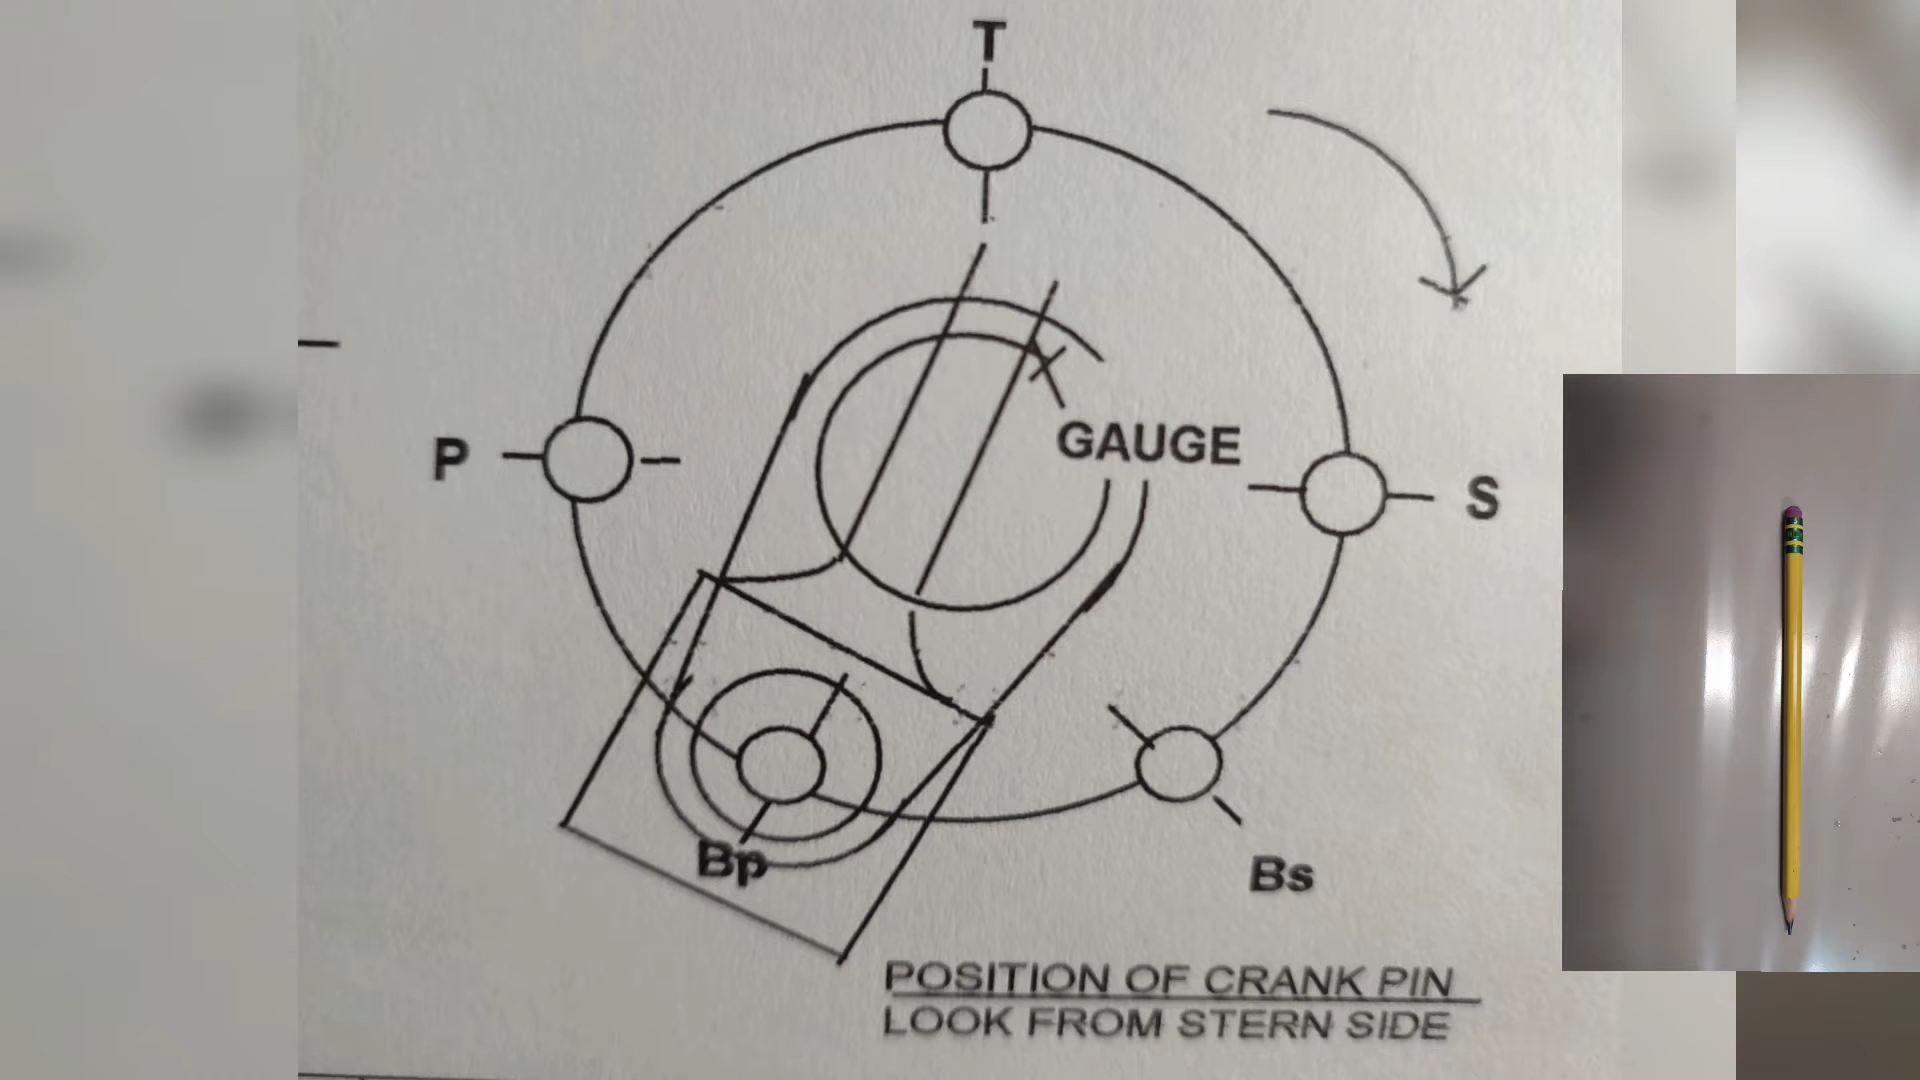 T
P
GAUGE
S
Bp
Bs
POSITION OF CRANK PIN
LOOK FROM STERN SIDE